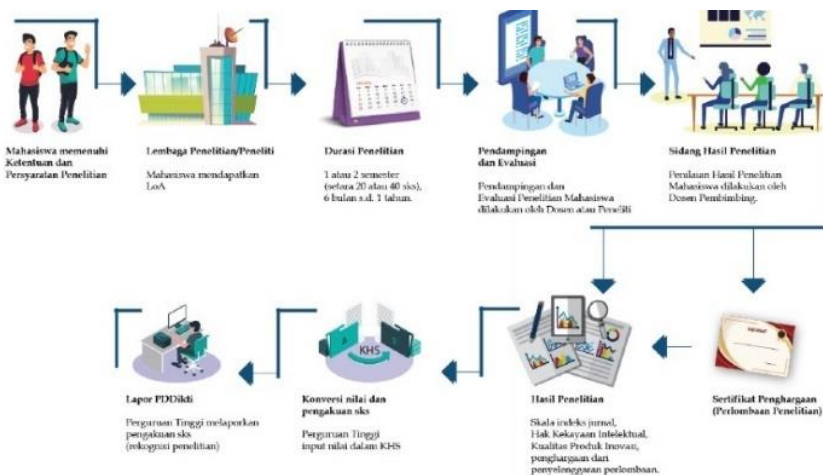 Mahasiswa memenuhi
Ketentuan dan
Persyaratan Penelitian
Lembaga Penelitian/Peneliti
Mahasiswa mendapatkan
LoA
Durasi Penelitian
1 atau 2 semester
(setara 20 atau 40 sks),
6 bulan s.d. 1 tahun.
Pendampingan
dan Evaluasi
Pendampingan dan
Evaluasi Penelitian Mahasiswa
dilakukan oleh Dosen atau Peneliti
Sidang Hasil Penelitian
Penilaian Hasil Penelitian
Mahasiswa dilakukan oleh
Dosen Pembimbing.
Lapor PDDikti
Perguruan Tinggi melaporkan
pengakuan sks
(rekognisi penelitian)
KHS
Konversi nilai dan
pengakuan sks
Perguruan Tinggi
input nilai dalam KHS
Hasil Penelitian
Skala indeks jurnal,
Hak Kekayaan Intelektual,
Kualitas Produk Inovasi,
penghargaan dari
penyelenggara perlombaan.
Sertifikat Penghargaan
(Perlombaan Penelitian)